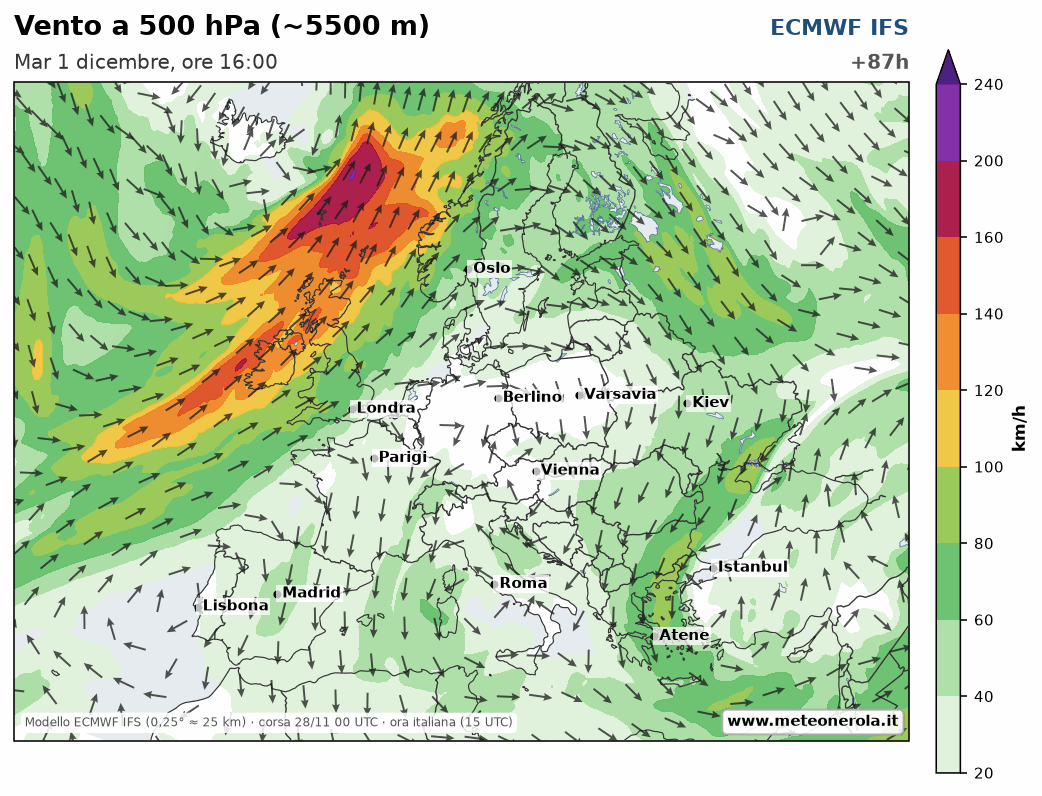 Vento a 500 hPa (~5500 m)
ECMWF IFS
Mar 1 dicembre, ore 16:00
+87h
240
200
160
140
120
100
80
60
40
20
km/h
Oslo
Londra
Berlino
Varsavia
Kiev
Parigi
Vienna
Istanbul
Roma
Madrid
Lisbona
Atene
Modello ECMWF IFS (0,25° ≈ 25 km) · corsa 28/11 00 UTC · ora italiana (15 UTC)
www.meteonerola.it